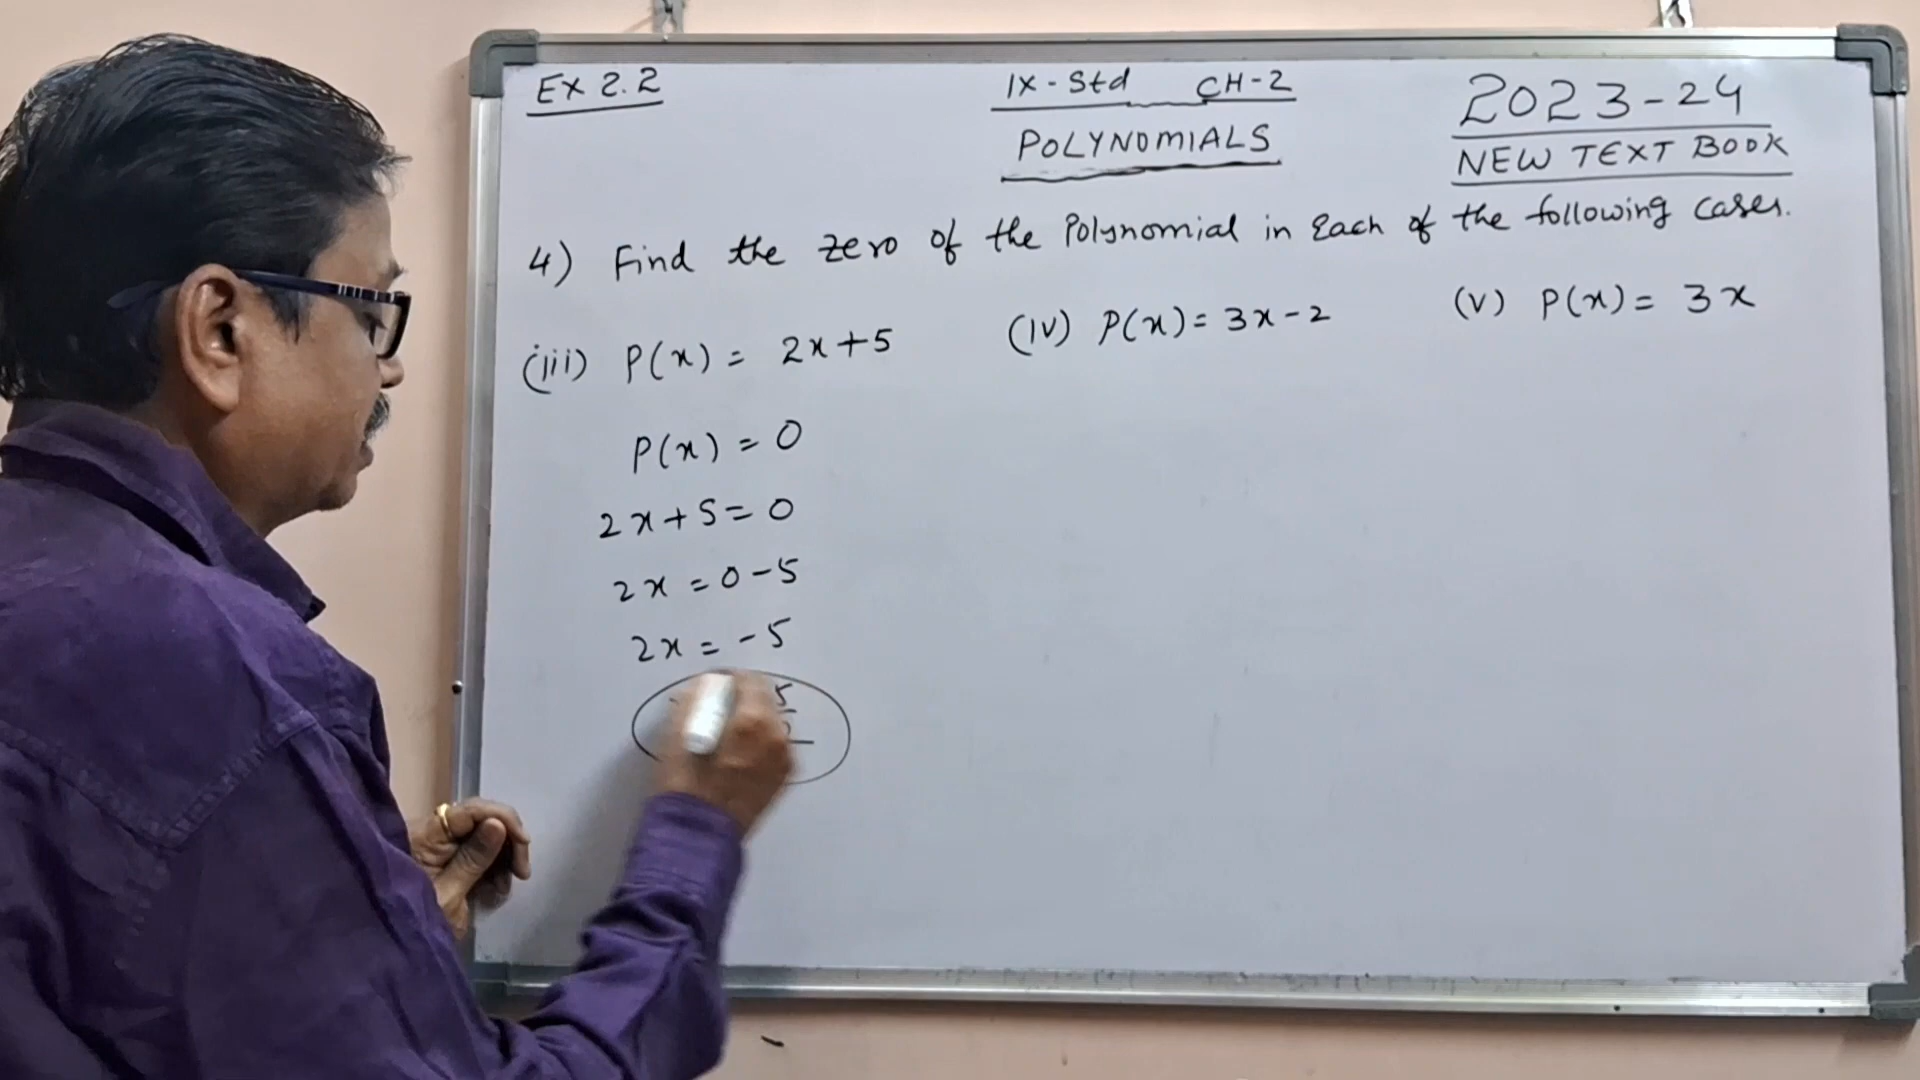 EX 2.2
IX - Std CH-2
POLYNOMIALS
2023-24
NEW TEXT BOOK
4) Find the zero of the Polynomial in Each of the following cases.
(iii) P(x) = 2x+5
(iv) P(x) = 3x-2
(v) P(x) = 3x
P(x) = 0
2x+5=0
2x = 0-5
2x = -5
5